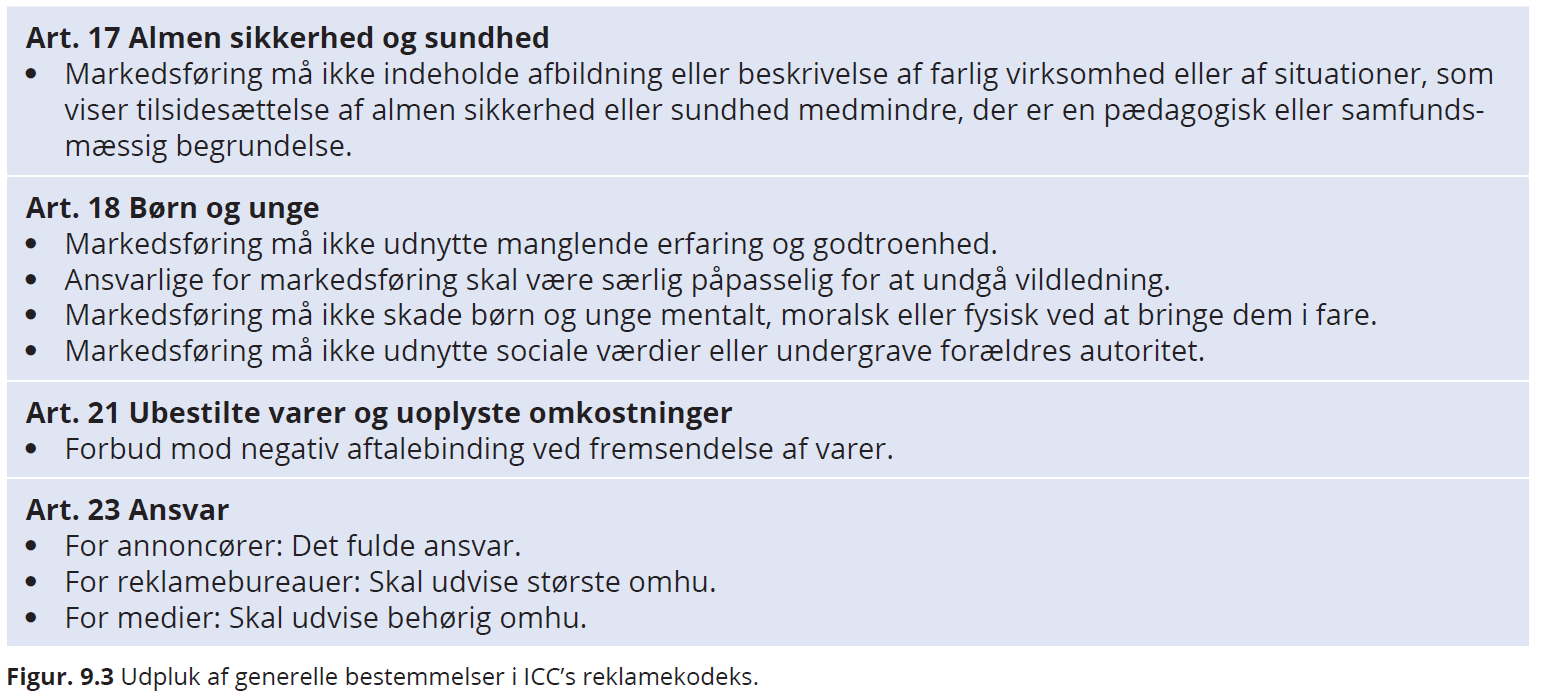 Art. 17 Almen sikkerhed og sundhed
• Markedsføring må ikke indeholde afbildning eller beskrivelse af farlig virksomhed eller af situationer, som
viser tilsidesættelse af almen sikkerhed eller sundhed medmindre, der er en pædagogisk eller samfunds-
mæssig begrundelse.
Art. 18 Børn og unge
• Markedsføring må ikke udnytte manglende erfaring og godtroenhed.
• Ansvarlige for markedsføring skal være særlig påpasselig for at undgå vildledning.
• Markedsføring må ikke skade børn og unge mentalt, moralsk eller fysisk ved at bringe dem i fare.
• Markedsføring må ikke udnytte sociale værdier eller undergrave forældres autoritet.
Art. 21 Ubestilte varer og uoplyste omkostninger
• Forbud mod negativ aftalebinding ved fremsendelse af varer.
Art. 23 Ansvar
• For annoncører: Det fulde ansvar.
• For reklamebureauer: Skal udvise største omhu.
• For medier: Skal udvise behørig omhu.
Figur. 9.3 Udpluk af generelle bestemmelser i ICC’s reklamekodeks.